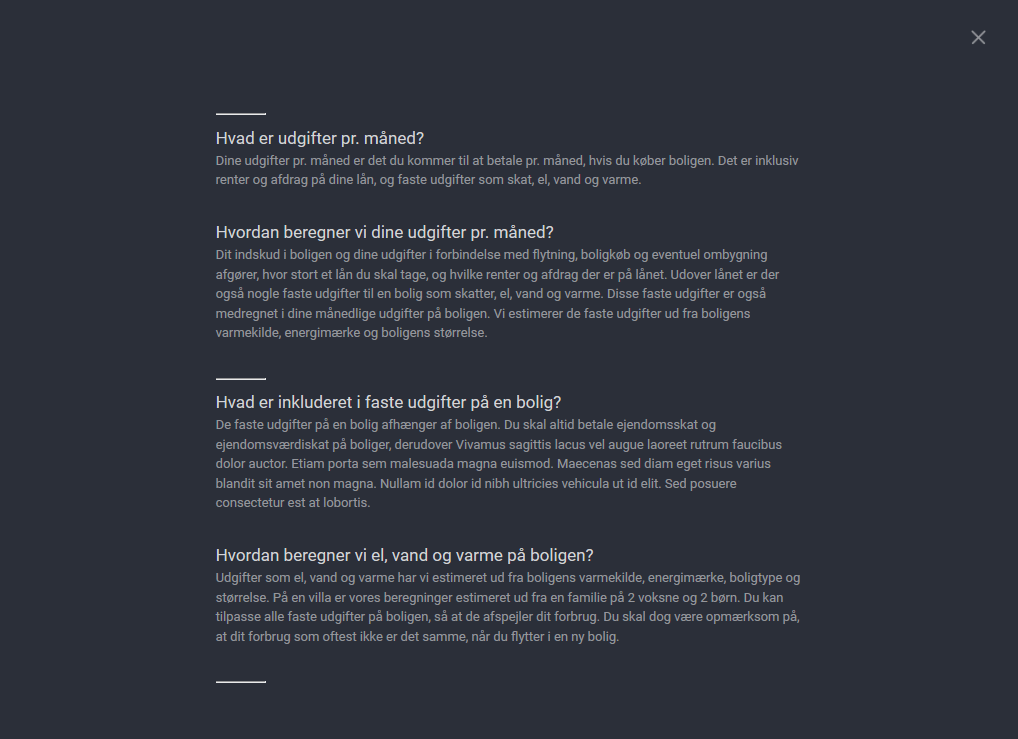 Hvad er udgifter pr. måned?
Dine udgifter pr. måned er det du kommer til at betale pr. måned, hvis du køber boligen. Det er inklusiv
renter og afdrag på dine lån, og faste udgifter som skat, el, vand og varme.
Hvordan beregner vi dine udgifter pr. måned?
Dit indskud i boligen og dine udgifter i forbindelse med flytning, boligkøb og eventuel ombygning
afgører, hvor stort et lån du skal tage, og hvilke renter og afdrag der er på lånet. Udover lånet er der
også nogle faste udgifter til en bolig som skatter, el, vand og varme. Disse faste udgifter er også
medregnet i dine månedlige udgifter på boligen. Vi estimerer de faste udgifter ud fra boligens
varmekilde, energimærke og boligens størrelse.
Hvad er inkluderet i faste udgifter på en bolig?
De faste udgifter på en bolig afhænger af boligen. Du skal altid betale ejendomsskat og
ejendomsværdiskat på boliger, derudover Vivamus sagittis lacus vel augue laoreet rutrum faucibus
dolor auctor. Etiam porta sem malesuada magna euismod. Maecenas sed diam eget risus varius
blandit sit amet non magna. Nullam id dolor id nibh ultricies vehicula ut id elit. Sed posuere
consectetur est at lobortis.
Hvordan beregner vi el, vand og varme på boligen?
Udgifter som el, vand og varme har vi estimeret ud fra boligens varmekilde, energimærke, boligtype og
størrelse. På en villa er vores beregninger estimeret ud fra en familie på 2 voksne og 2 børn. Du kan
tilpasse alle faste udgifter på boligen, så at de afspejler dit forbrug. Du skal dog være opmærksom på,
at dit forbrug som oftest ikke er det samme, når du flytter i en ny bolig.